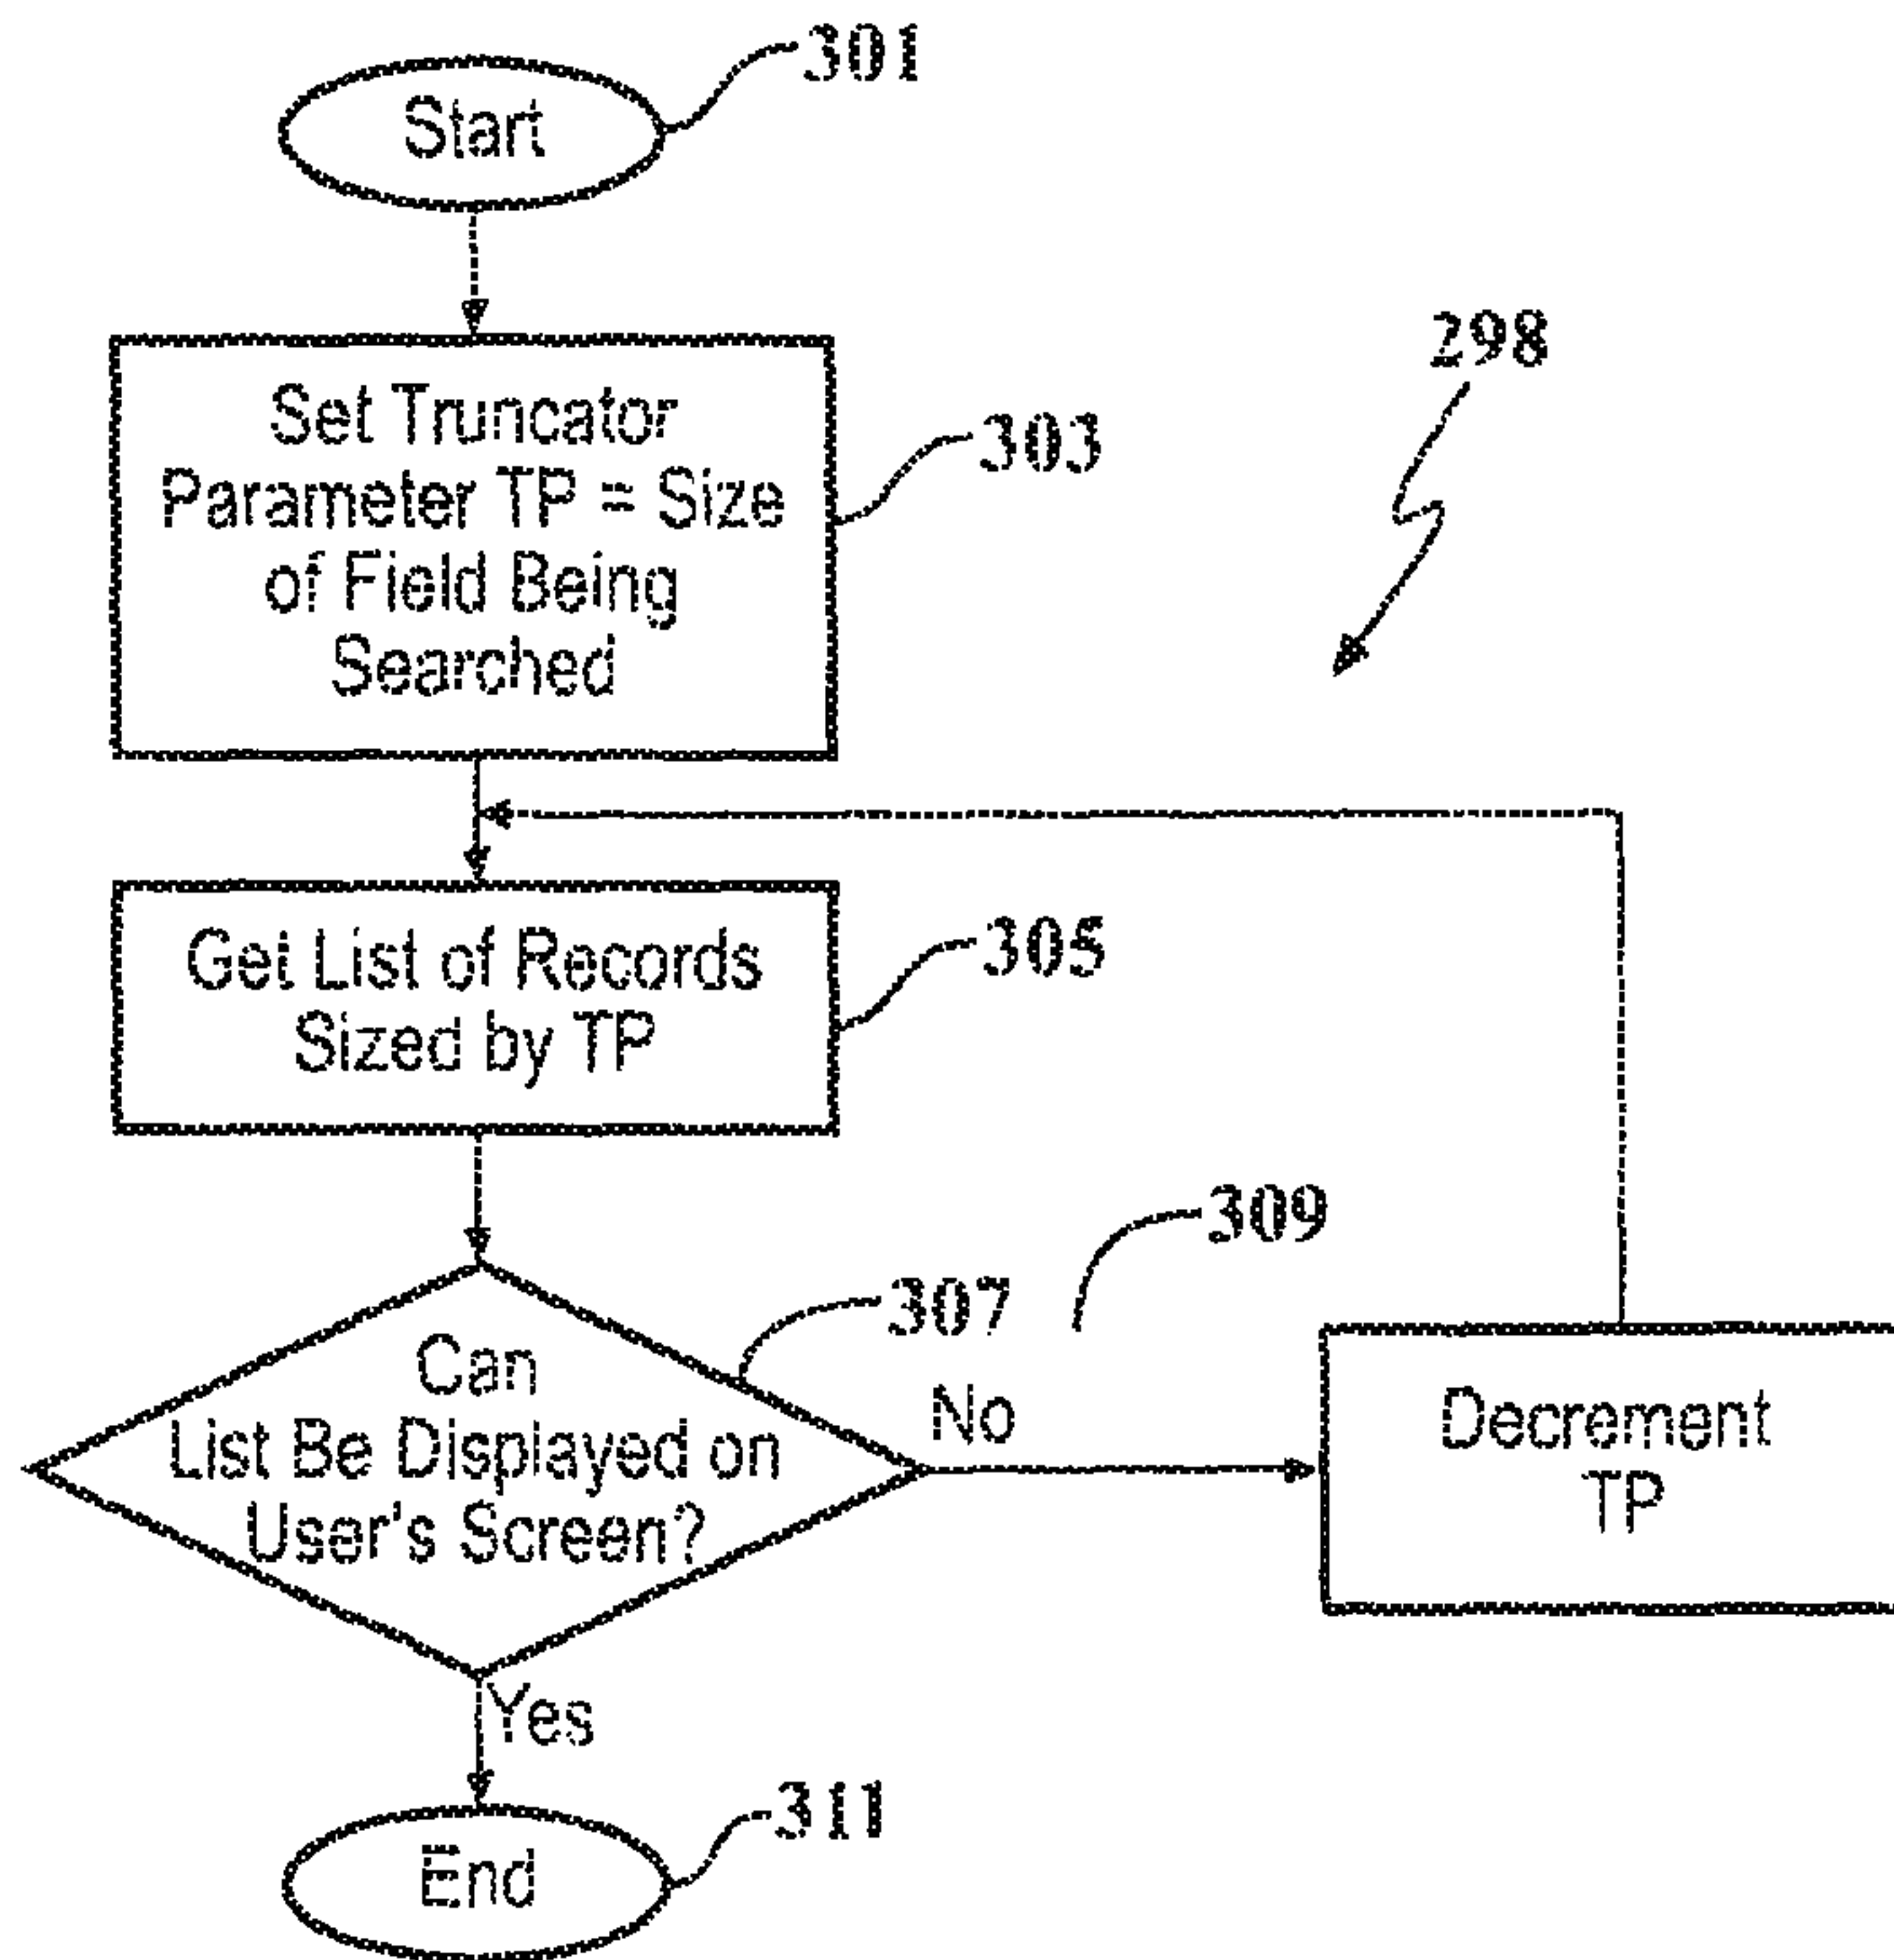 301
Start
298
Set Truncator
Parameter TP = Size
of Field Being
Searched
303
Get List of Records
Sized by TP
305
309
307
Can
List Be Displayed on
User's Screen?
No
Decrement
TP
Yes
311
End